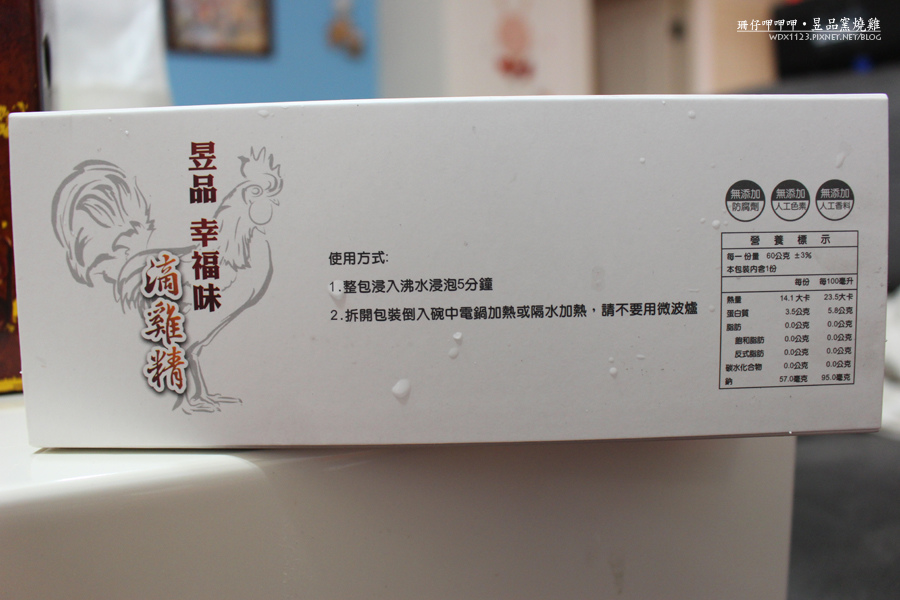 珊仔呷呷呷・昱品窯燒雞
WDX1123.PIXNET.NET/BLOG
昱品 幸福味
滴雞精
無添加
防腐劑
無添加
人工色素
無添加
人工香料
使用方式:
1.整包浸入沸水浸泡5分鐘
2.拆開包裝倒入碗中電鍋加熱或隔水加熱，請不要用微波爐
營養標示
每一份量 60公克 ±3%
本包裝內含1份
每份 每100毫升
熱量 14.1大卡 23.5大卡
蛋白質 3.5公克 5.8公克
脂肪 0.0公克 0.0公克
飽和脂肪 0.0公克 0.0公克
反式脂肪 0.0公克 0.0公克
碳水化合物 0.0公克 0.0公克
鈉 57.0毫克 95.0毫克